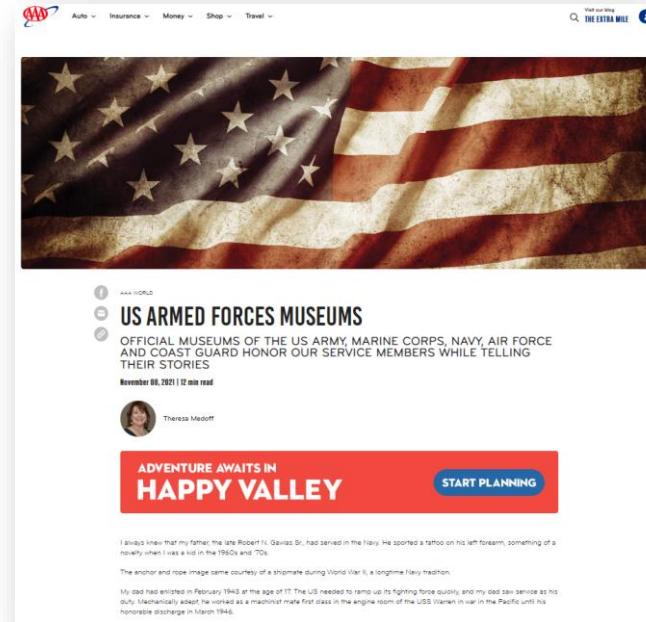 AAA
Auto
Insurance
Money
Shop
Travel
Visit our blog
THE EXTRA MILE
AAA WORLD
US ARMED FORCES MUSEUMS
OFFICIAL MUSEUMS OF THE US ARMY, MARINE CORPS, NAVY, AIR FORCE
AND COAST GUARD HONOR OUR SERVICE MEMBERS WHILE TELLING
THEIR STORIES
November 08, 2021 | 12 min read
Theresa Medoff
ADVENTURE AWAITS IN
HAPPY VALLEY
START PLANNING
I always knew that my father, the late Robert N. Gawlas Sr., had served in the Navy. He sported a tattoo on his left forearm, something of a
novelty when I was a kid in the 1960s and '70s.
The anchor and rope image came courtesy of a shipmate during World War II, a longtime Navy tradition.
My dad had enlisted in February 1943 at the age of 17. The US needed to ramp up its fighting force quickly, and my dad saw service as his
duty. Mechanically adept, he worked as a machinist mate first class in the engine room of the USS Warren in war in the Pacific until his
honorable discharge in March 1946.